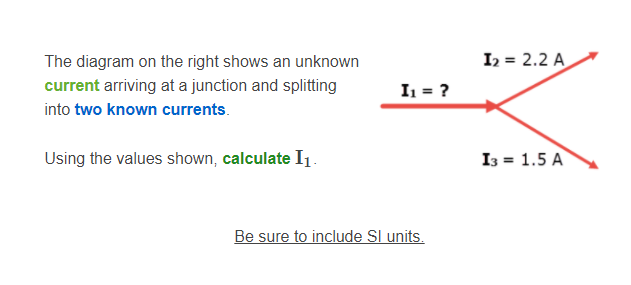 The diagram on the right shows an unknown
current arriving at a junction and splitting
into two known currents.
Using the values shown, calculate I₁.
I₂ = 2.2 A
I₁ = ?
I₃ = 1.5 A
Be sure to include SI units.